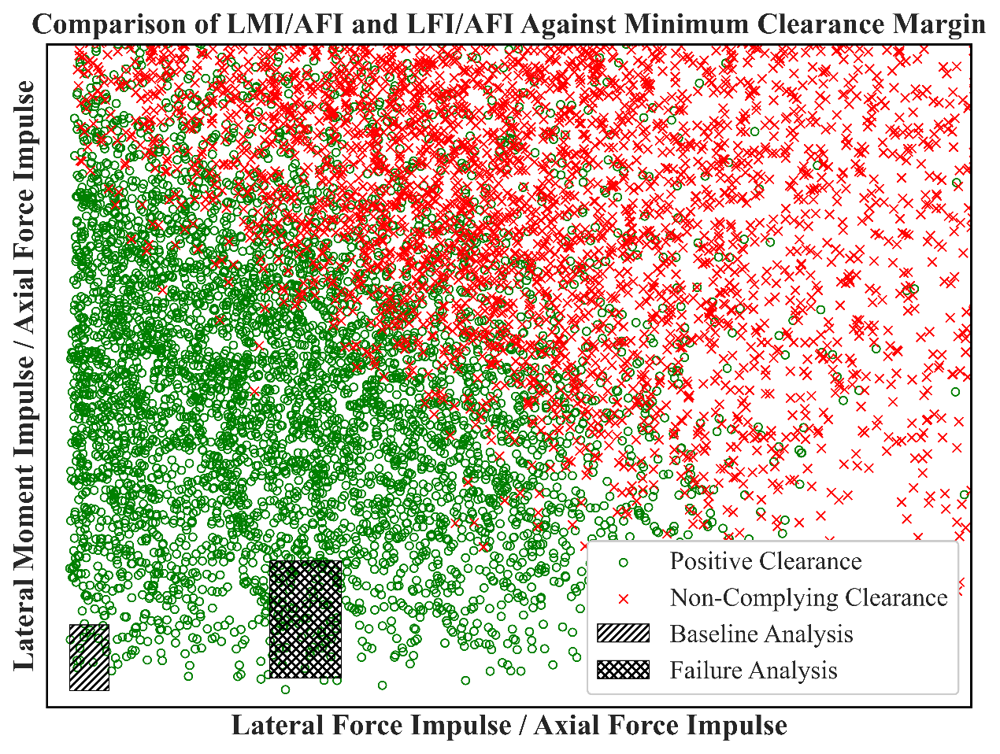 Comparison of LMI/AFI and LFI/AFI Against Minimum Clearance Margin
Lateral Moment Impulse / Axial Force Impulse
Positive Clearance
Non-Complying Clearance
Baseline Analysis
Failure Analysis
Lateral Force Impulse / Axial Force Impulse